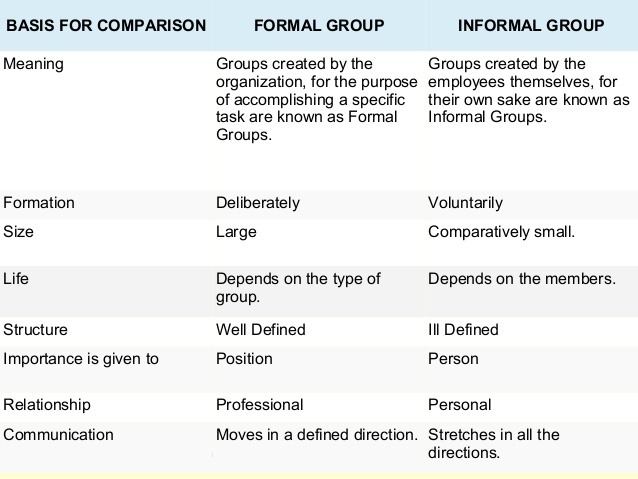 BASIS FOR COMPARISON FORMAL GROUP INFORMAL GROUP
Meaning Groups created by the Groups created by the
organization, for the purpose employees themselves, for
of accomplishing a specific their own sake are known as
task are known as Formal Informal Groups.
Groups.
Formation Deliberately Voluntarily
Size Large Comparatively small.
Life Depends on the type of Depends on the members.
group.
Structure Well Defined Ill Defined
Importance is given to Position Person
Relationship Professional Personal
Communication Moves in a defined direction. Stretches in all the
directions.